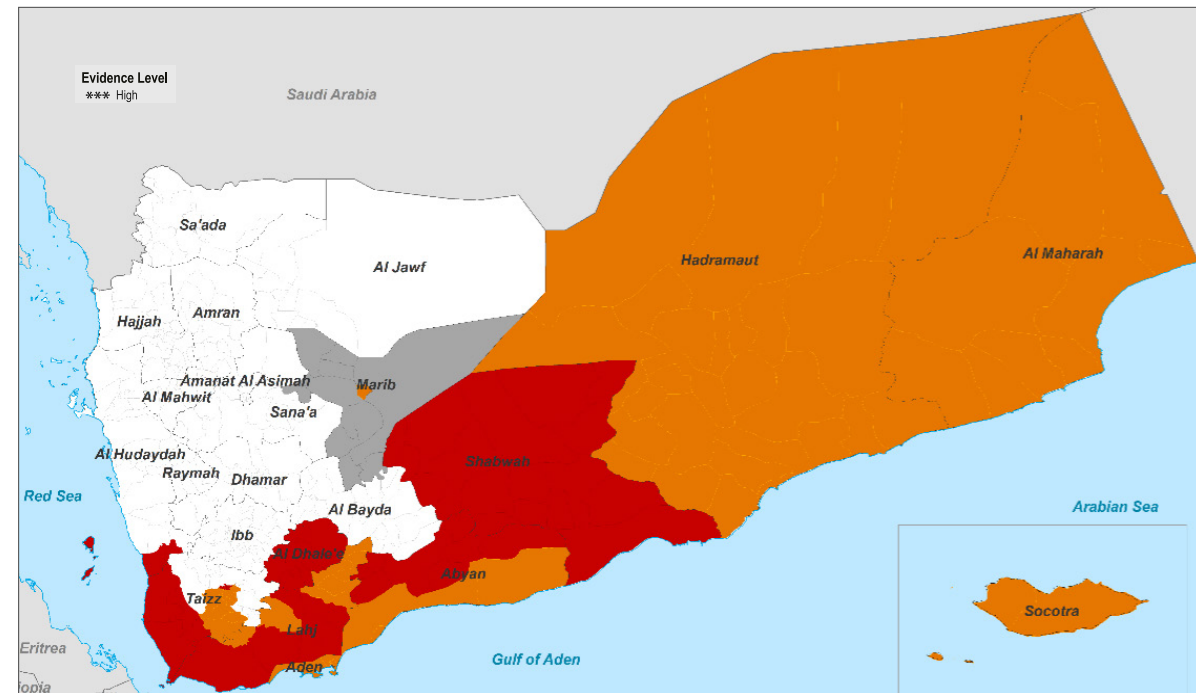 Evidence Level
*** High
Saudi Arabia
Sa'ada
Al Jawf
Hadramaut
Al Maharah
Hajjah
Amran
Amanat Al Asimah
Marib
Al Mahwit
Sana'a
Al Hudaydah
Raymah
Dhamar
Shabwah
Red Sea
Al Bayda
Arabian Sea
Ibb
Al Dhale'e
Abyan
Taizz
Socotra
Lahj
Eritrea
Gulf of Aden
Aden
iopia